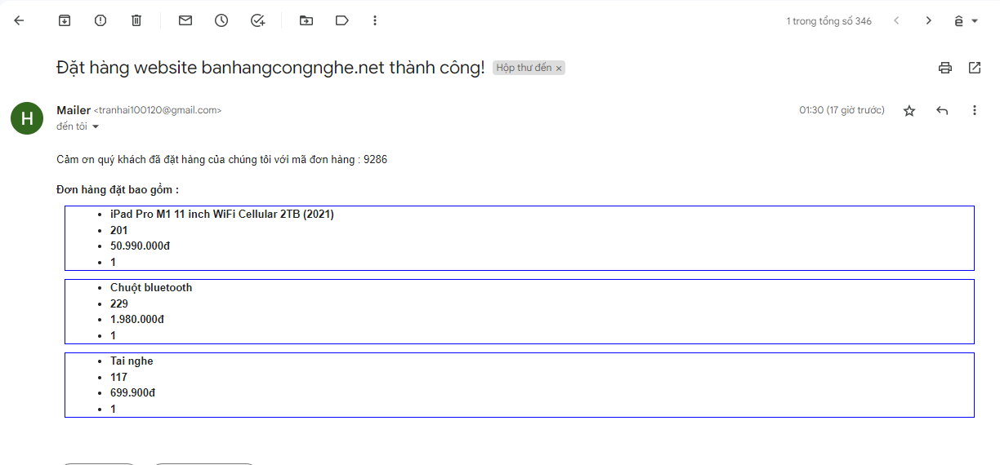 1 trong tổng số 346
Đặt hàng website banhangcongnghe.net thành công!
Hộp thư đến ×
H
Mailer <tranhai100120@gmail.com>
01:30 (17 giờ trước)
đến tôi
Cảm ơn quý khách đã đặt hàng của chúng tôi với mã đơn hàng : 9286
Đơn hàng đặt bao gồm :
• iPad Pro M1 11 inch WiFi Cellular 2TB (2021)
• 201
• 50.990.000đ
• 1
• Chuột bluetooth
• 229
• 1.980.000đ
• 1
• Tai nghe
• 117
• 699.900đ
• 1